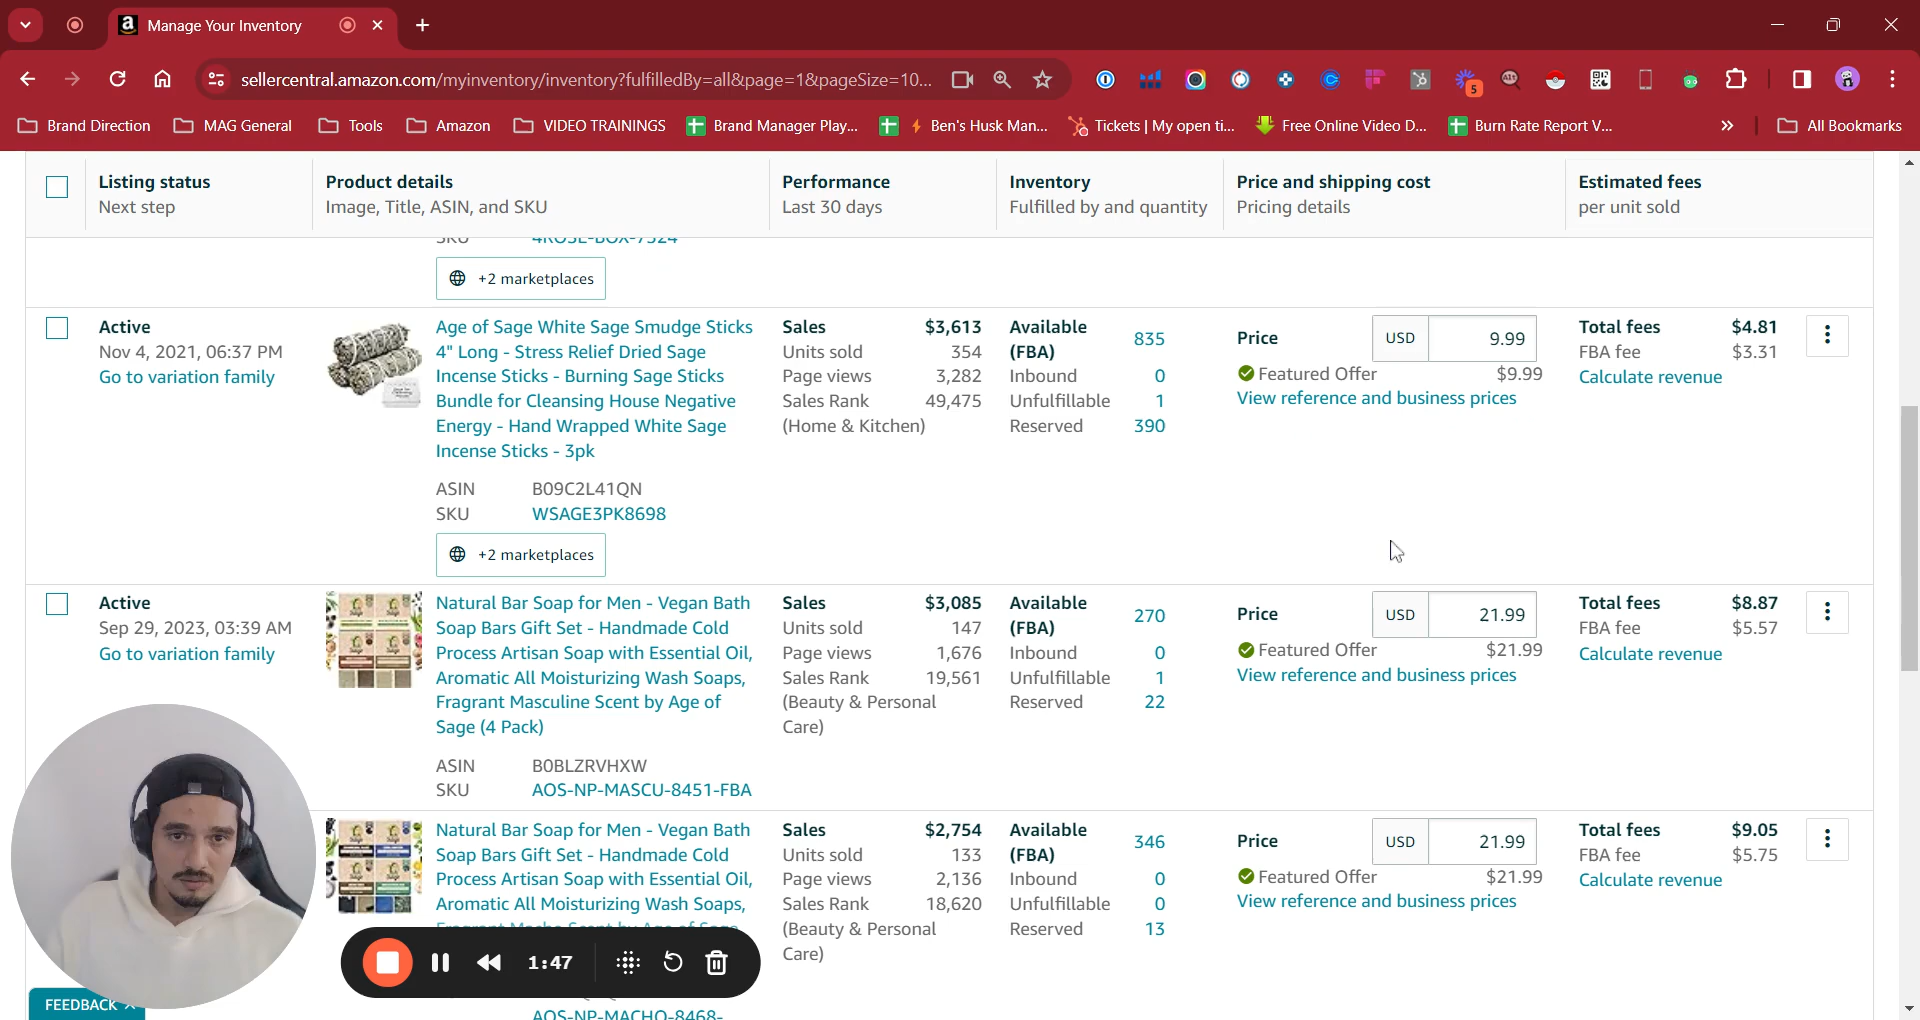 Manage Your Inventory
sellercentral.amazon.com/myinventory/inventory?fulfilledBy=all&page=1&pageSize=10...
5
Brand Direction
MAG General
Tools
Amazon
VIDEO TRAININGS
Brand Manager Play...
Ben's Husk Man...
Tickets | My open ti...
Free Online Video D...
Burn Rate Report V...
All Bookmarks
Listing status
Next step
Product details
Image, Title, ASIN, and SKU
Performance
Last 30 days
Inventory
Fulfilled by and quantity
Price and shipping cost
Pricing details
Estimated fees
per unit sold
SKU 4ROSE-BOX-7324
+2 marketplaces
Active
Nov 4, 2021, 06:37 PM
Go to variation family
Age of Sage White Sage Smudge Sticks
4" Long - Stress Relief Dried Sage
Incense Sticks - Burning Sage Sticks
Bundle for Cleansing House Negative
Energy - Hand Wrapped White Sage
Incense Sticks - 3pk
ASIN B09C2L41QN
SKU WSAGE3PK8698
+2 marketplaces
Sales $3,613
Units sold 354
Page views 3,282
Sales Rank 49,475
(Home & Kitchen)
Available
(FBA) 835
Inbound 0
Unfulfillable 1
Reserved 390
Price USD 9.99
Featured Offer $9.99
View reference and business prices
Total fees $4.81
FBA fee $3.31
Calculate revenue
Active
Sep 29, 2023, 03:39 AM
Go to variation family
Natural Bar Soap for Men - Vegan Bath
Soap Bars Gift Set - Handmade Cold
Process Artisan Soap with Essential Oil,
Aromatic All Moisturizing Wash Soaps,
Fragrant Masculine Scent by Age of
Sage (4 Pack)
ASIN B0BLZRVHXW
SKU AOS-NP-MASCU-8451-FBA
Sales $3,085
Units sold 147
Page views 1,676
Sales Rank 19,561
(Beauty & Personal
Care)
Available
(FBA) 270
Inbound 0
Unfulfillable 1
Reserved 22
Price USD 21.99
Featured Offer $21.99
View reference and business prices
Total fees $8.87
FBA fee $5.57
Calculate revenue
Natural Bar Soap for Men - Vegan Bath
Soap Bars Gift Set - Handmade Cold
Process Artisan Soap with Essential Oil,
Aromatic All Moisturizing Wash Soaps,
Fragrant Macho Scent by Age of Sage
AOS-NP-MACHO-8468-
Sales $2,754
Units sold 133
Page views 2,136
Sales Rank 18,620
(Beauty & Personal
Care)
Available
(FBA) 346
Inbound 0
Unfulfillable 0
Reserved 13
Price USD 21.99
Featured Offer $21.99
View reference and business prices
Total fees $9.05
FBA fee $5.75
Calculate revenue
1:47
FEEDBACK